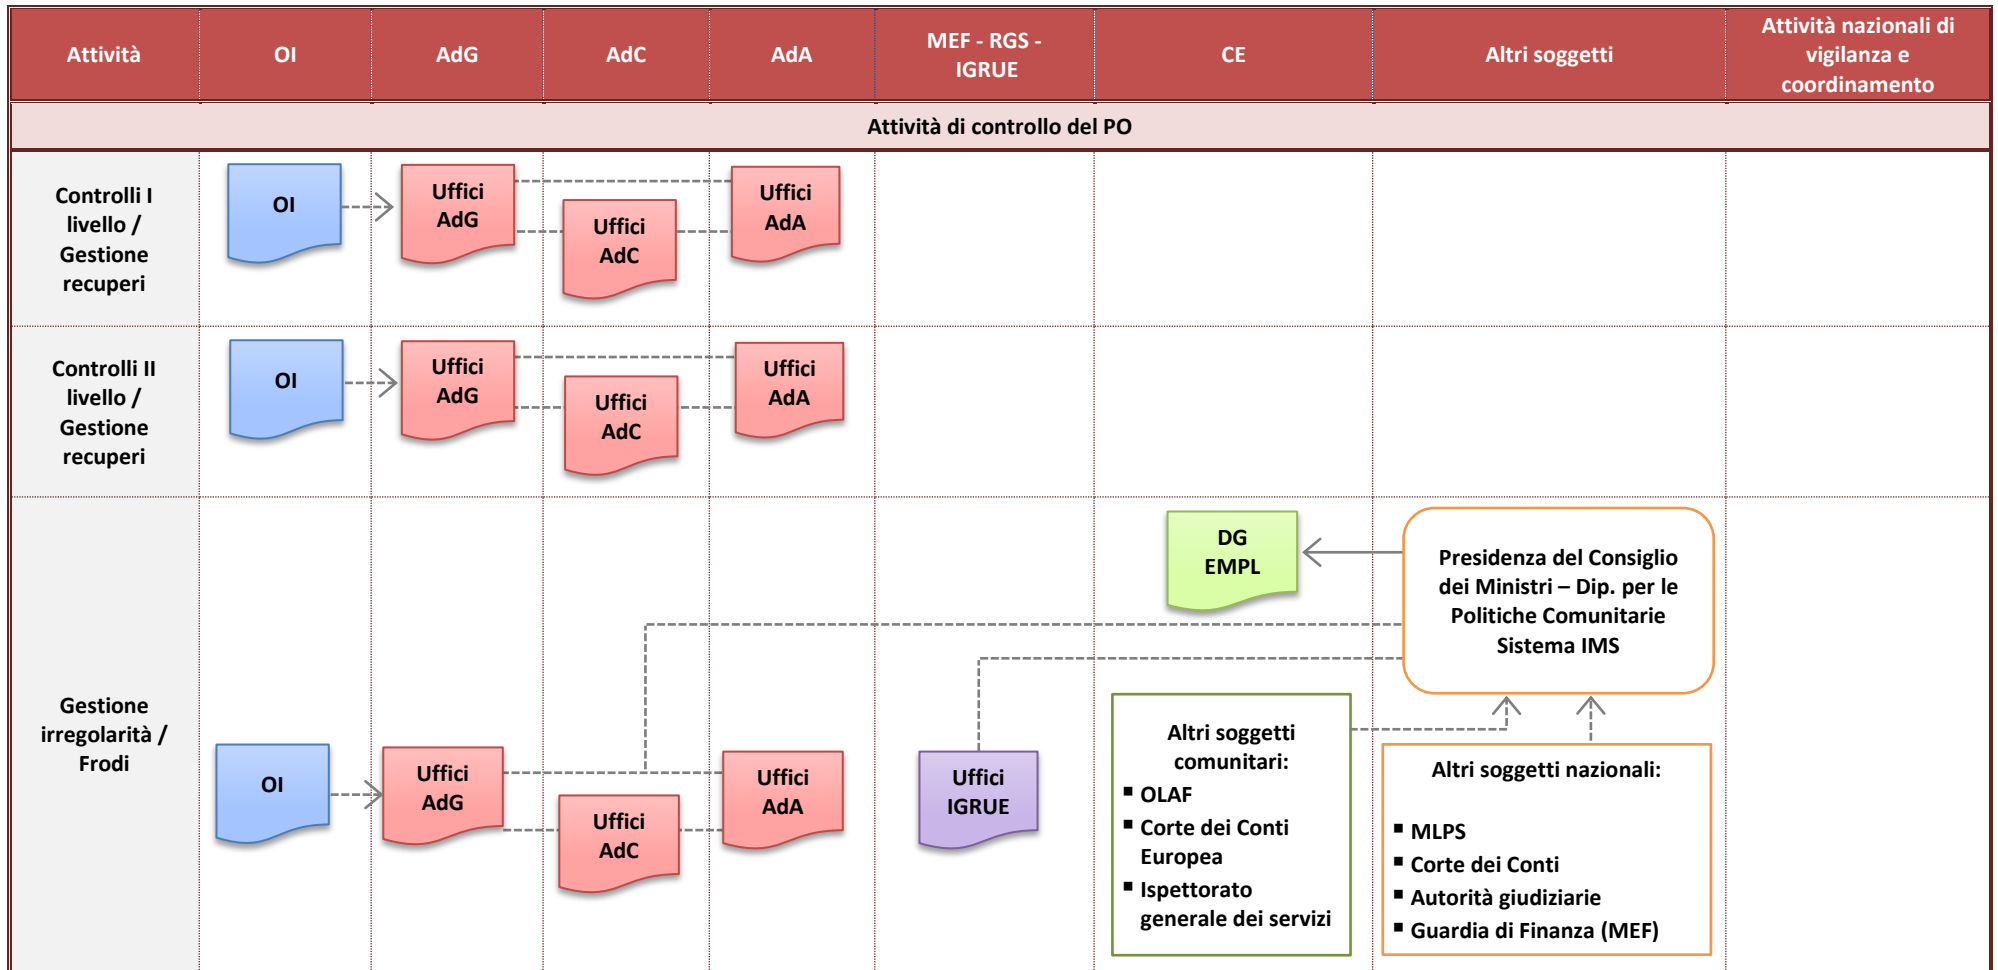 Attività
OI
AdG
AdC
AdA
MEF - RGS -
IGRUE
CE
Altri soggetti
Attività nazionali di
vigilanza e
coordinamento
Attività di controllo del PO
Controlli I
livello /
Gestione
recuperi
OI
Uffici
AdG
Uffici
AdC
Uffici
AdA
Controlli II
livello /
Gestione
recuperi
OI
Uffici
AdG
Uffici
AdC
Uffici
AdA
Gestione
irregolarità /
Frodi
OI
Uffici
AdG
Uffici
AdC
Uffici
AdA
Uffici
IGRUE
DG
EMPL
Presidenza del Consiglio
dei Ministri – Dip. per le
Politiche Comunitarie
Sistema IMS
Altri soggetti
comunitari:
▪ OLAF
▪ Corte dei Conti
Europea
▪ Ispettorato
generale dei servizi
Altri soggetti nazionali:
▪ MLPS
▪ Corte dei Conti
▪ Autorità giudiziarie
▪ Guardia di Finanza (MEF)